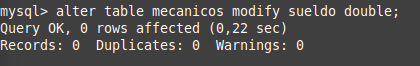 mysql> alter table mecanicos modify sueldo double;
Query OK, 0 rows affected (0,22 sec)
Records: 0  Duplicates: 0  Warnings: 0